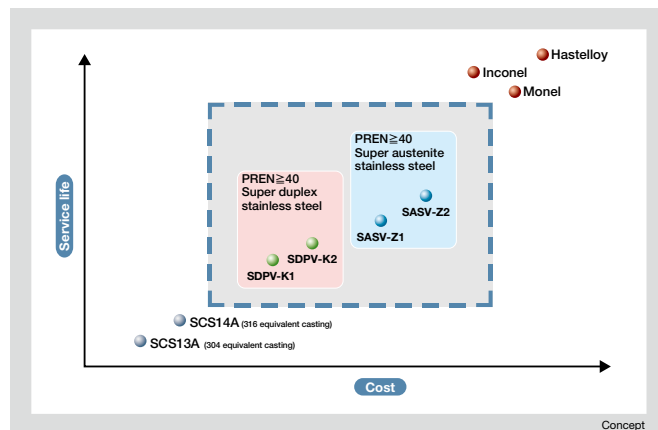 Hastelloy
Inconel
Monel
PREN≧40
Super austenite
stainless steel
PREN≧40
Super duplex
stainless steel
SASV-Z2
SASV-Z1
SDPV-K2
SDPV-K1
Service life
SCS14A (316 equivalent casting)
SCS13A (304 equivalent casting)
Cost
Concept